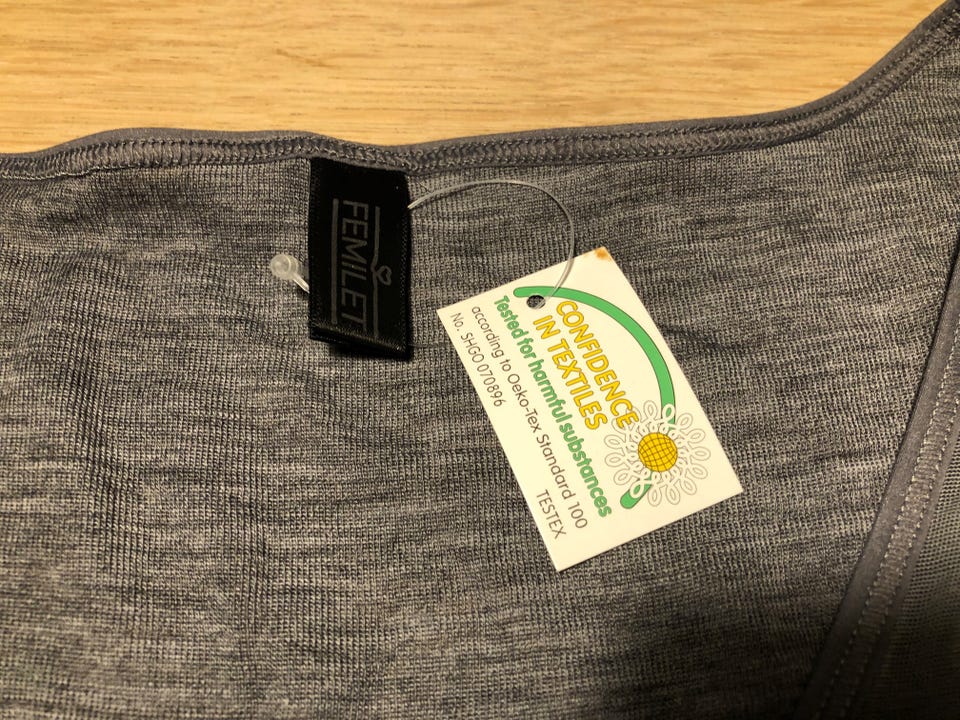 FEMILET
CONFIDENCE
IN TEXTILES
Tested for harmful substances
according to Oeko-Tex Standard 100
No. SHGO 070896
TESTEX